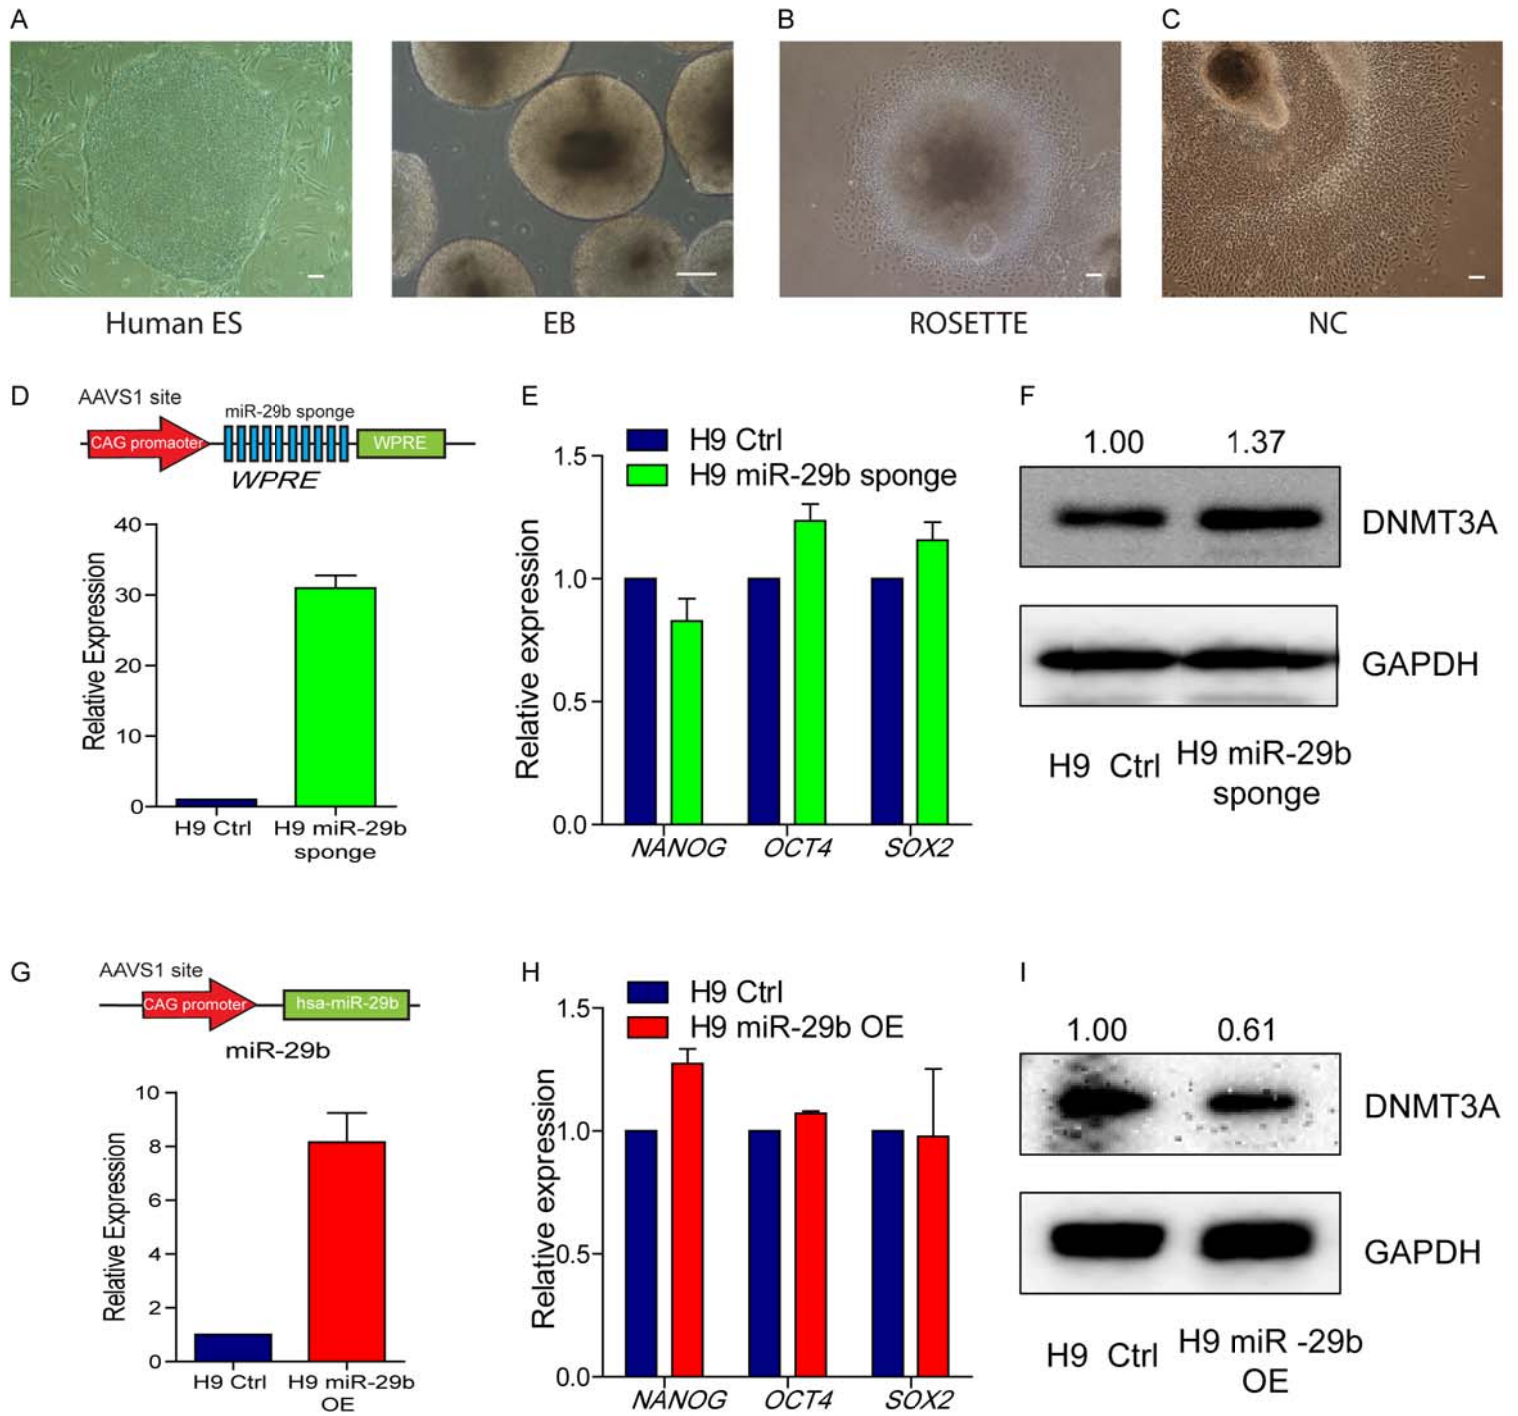 A
B
C
Human ES
EB
ROSETTE
NC
D
AAVS1 site
CAG promaoter
miR-29b sponge
WPRE
WPRE
Relative Expression
40
30
20
10
0
H9 Ctrl
H9 miR-29b
sponge
E
H9 Ctrl
H9 miR-29b sponge
Relative expression
1.5
1.0
0.5
0.0
NANOG
OCT4
SOX2
F
1.00
1.37
DNMT3A
GAPDH
H9 Ctrl
H9 miR-29b
sponge
G
AAVS1 site
CAG promoter
hsa-miR-29b
miR-29b
Relative Expression
10
8
6
4
2
0
H9 Ctrl
H9 miR-29b
OE
H
H9 Ctrl
H9 miR-29b OE
Relative expression
1.5
1.0
0.5
0.0
NANOG
OCT4
SOX2
I
1.00
0.61
DNMT3A
GAPDH
H9 Ctrl
H9 miR -29b
OE